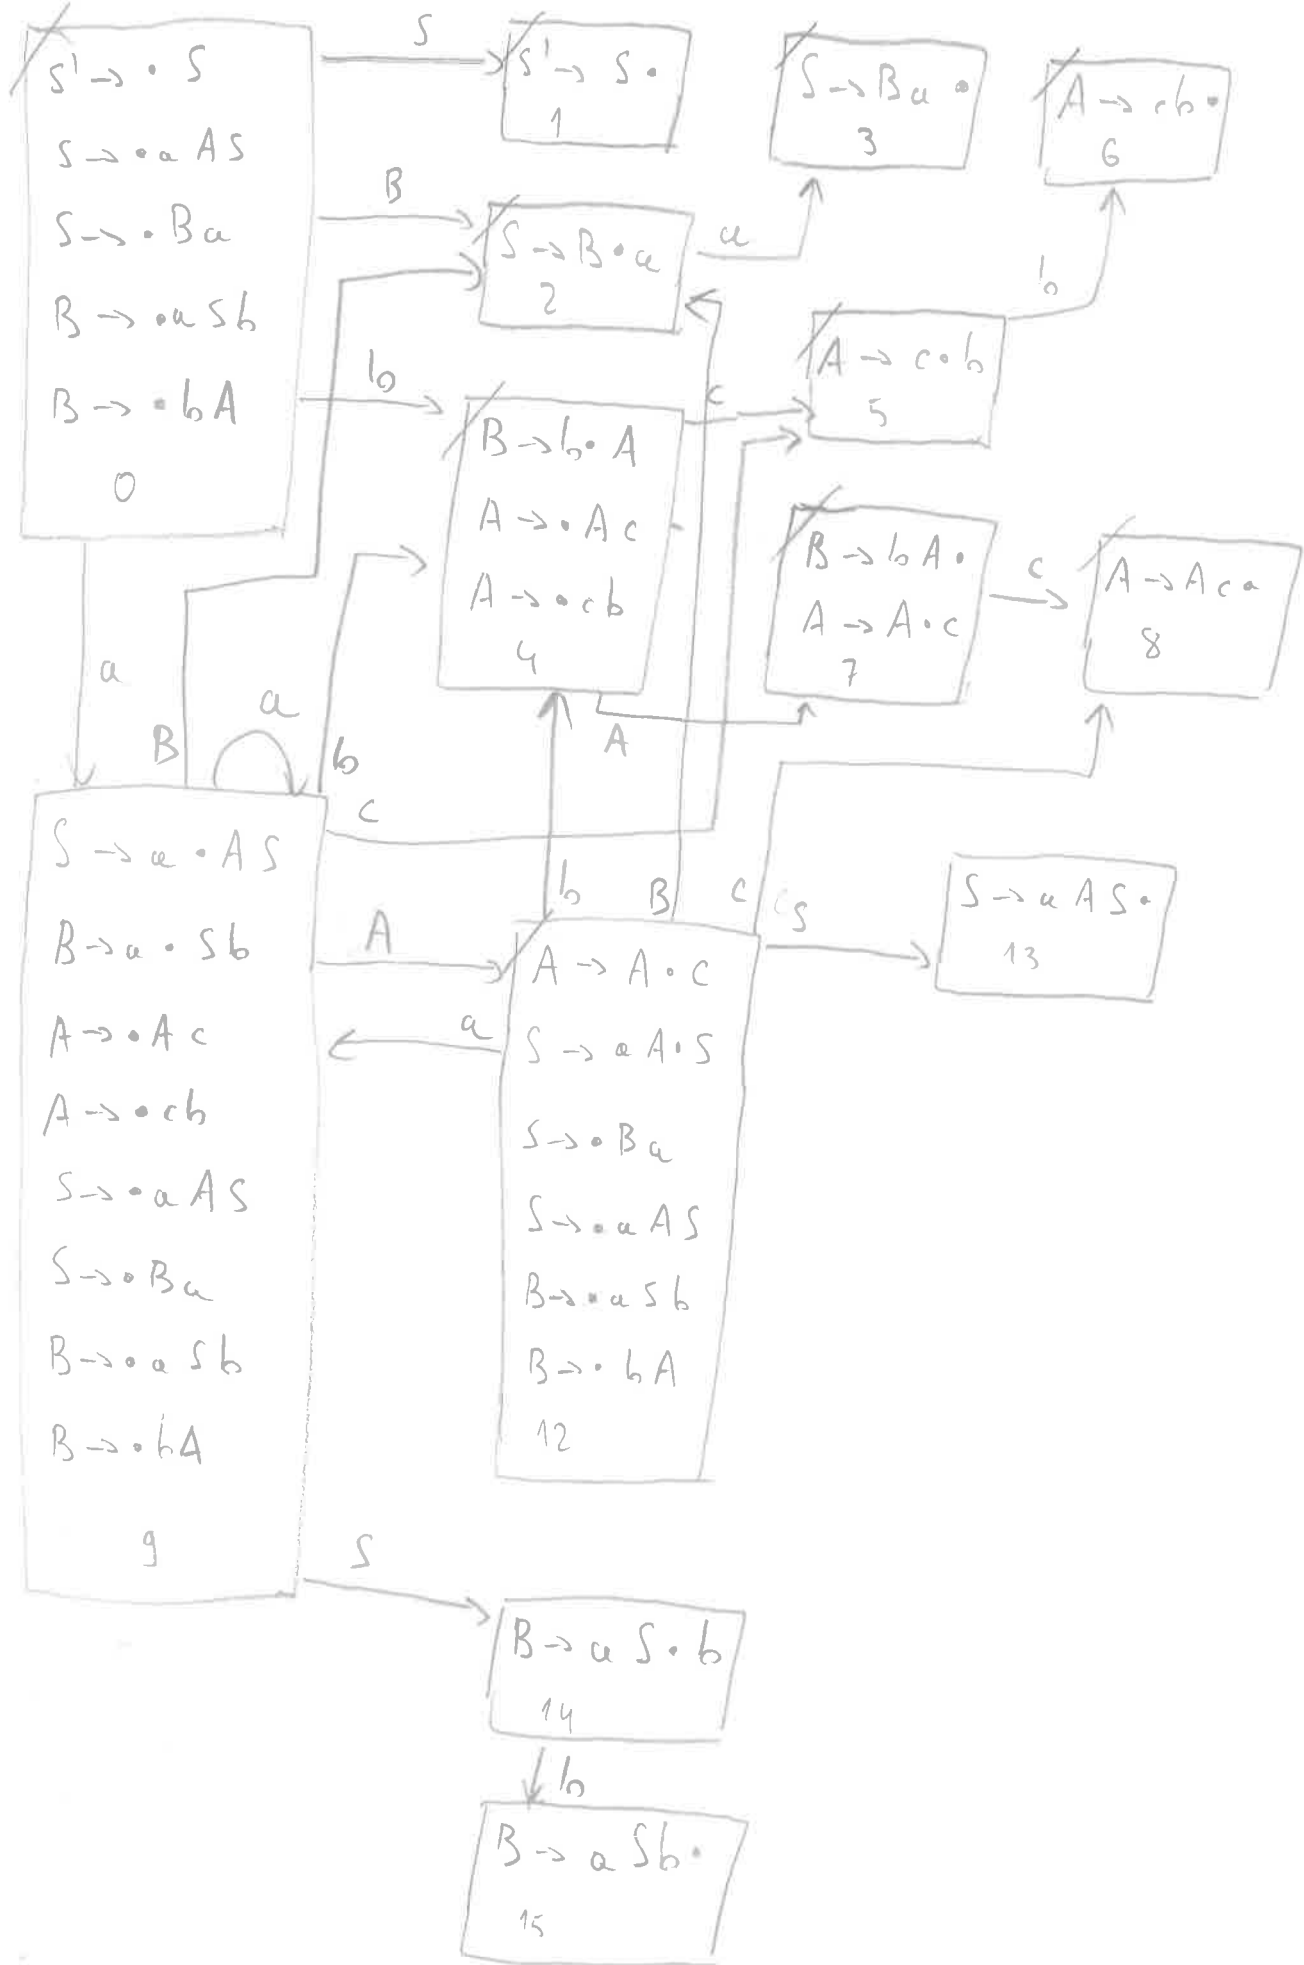 S' → • S
S → • a A S
S → • B a
B → • a S b
B → • b A
0
S
S' → S •
1
B
S → B • a
2
a
S → B a •
3
A → c b •
6
b
A → c • b
5
b
B → b • A
A → • A c
A → • c b
4
c
B → b A •
A → A • c
7
c
A → A c •
8
A
a
B
a
b
c
S → a • A S
B → a • S b
A → • A c
A → • c b
S → • a A S
S → • B a
B → • a S b
B → • b A
9
A
a
b
B
c
S
A → A • c
S → a A • S
S → • B a
S → • a A S
B → • a S b
B → • b A
12
S → a A S •
13
S
B → a S • b
14
b
B → a S b •
15